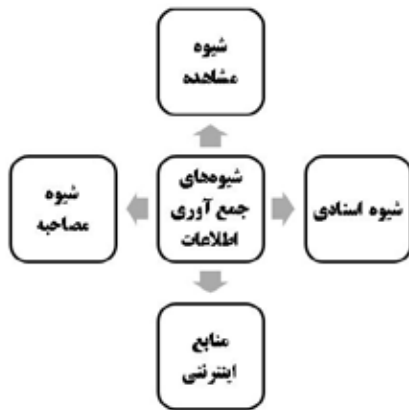 شیوه
مشاهده
شیوه‌های
جمع آوری
اطلاعات
شیوه اسنادی
شیوه
مصاحبه
منابع
اینترنتی